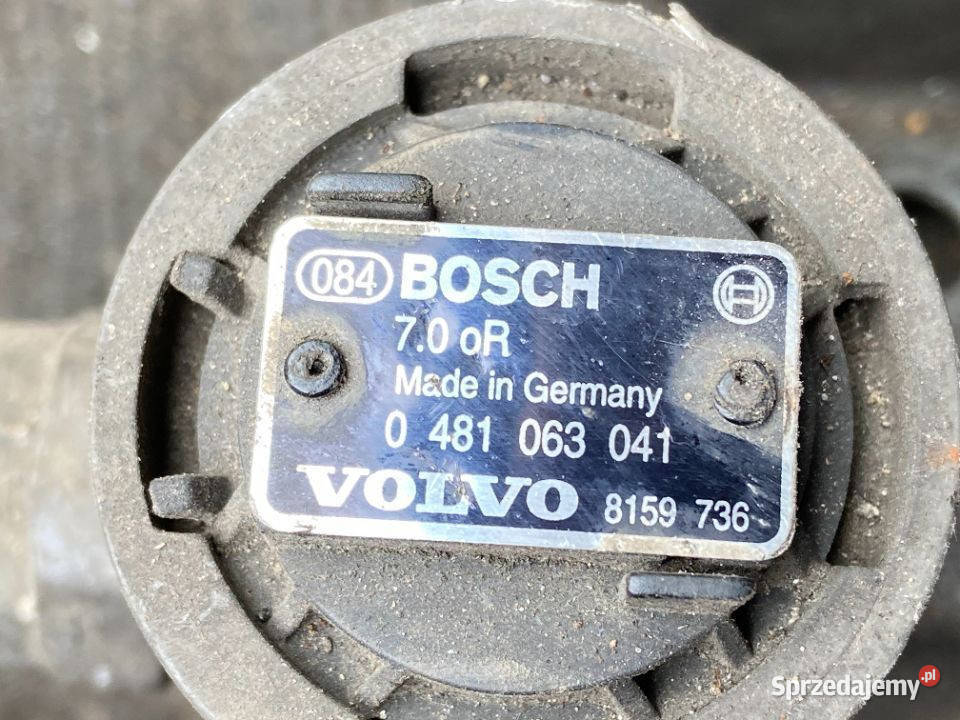 084 BOSCH
7.0 oR
Made in Germany
0 481 063 041
VOLVO 8159 736
Sprzedajemy.pl